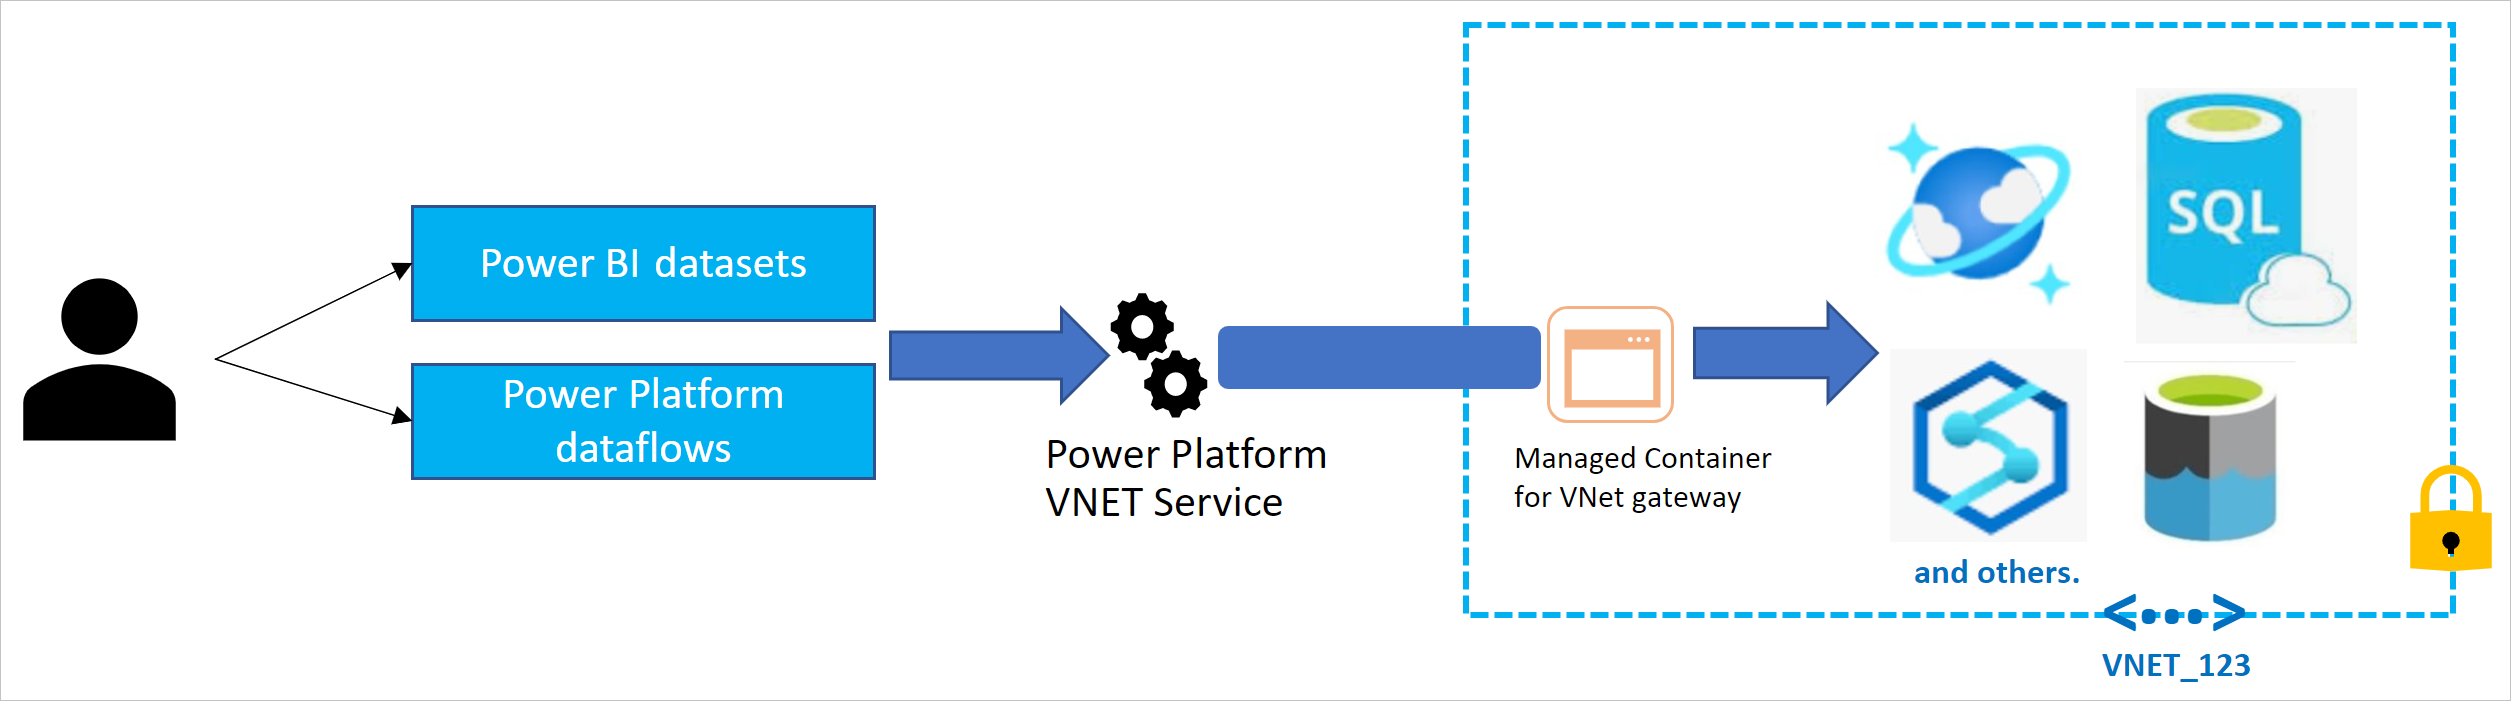 Power BI datasets
Power Platform
dataflows
Power Platform
VNET Service
Managed Container
for VNet gateway
SQL
and others.
<...>
VNET_123